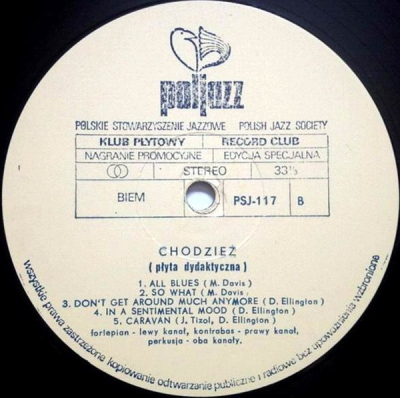 poljazz
POLSKIE STOWARZYSZENIE JAZZOWE POLISH JAZZ SOCIETY
KLUB PŁYTOWY RECORD CLUB
NAGRANIE PROMOCYJNE EDYCJA SPECJALNA
STEREO 33⅓
BIEM PSJ-117 B
CHODZIEŻ
( płyta dydaktyczna )
1. ALL BLUES ( M. Davis )
2. SO WHAT ( M. Davis )
3. DON'T GET AROUND MUCH ANYMORE ( D. Ellington )
4. IN A SENTIMENTAL MOOD ( D. Ellington )
5. CARAVAN ( J. Tizol, D. Ellington )
fortepian - lewy kanał, kontrabas - prawy kanał,
perkusja - oba kanały.
wszystkie prawa zastrzeżone kopiowanie odtwarzanie publiczne i radiowe bez upoważnienia wzbronione